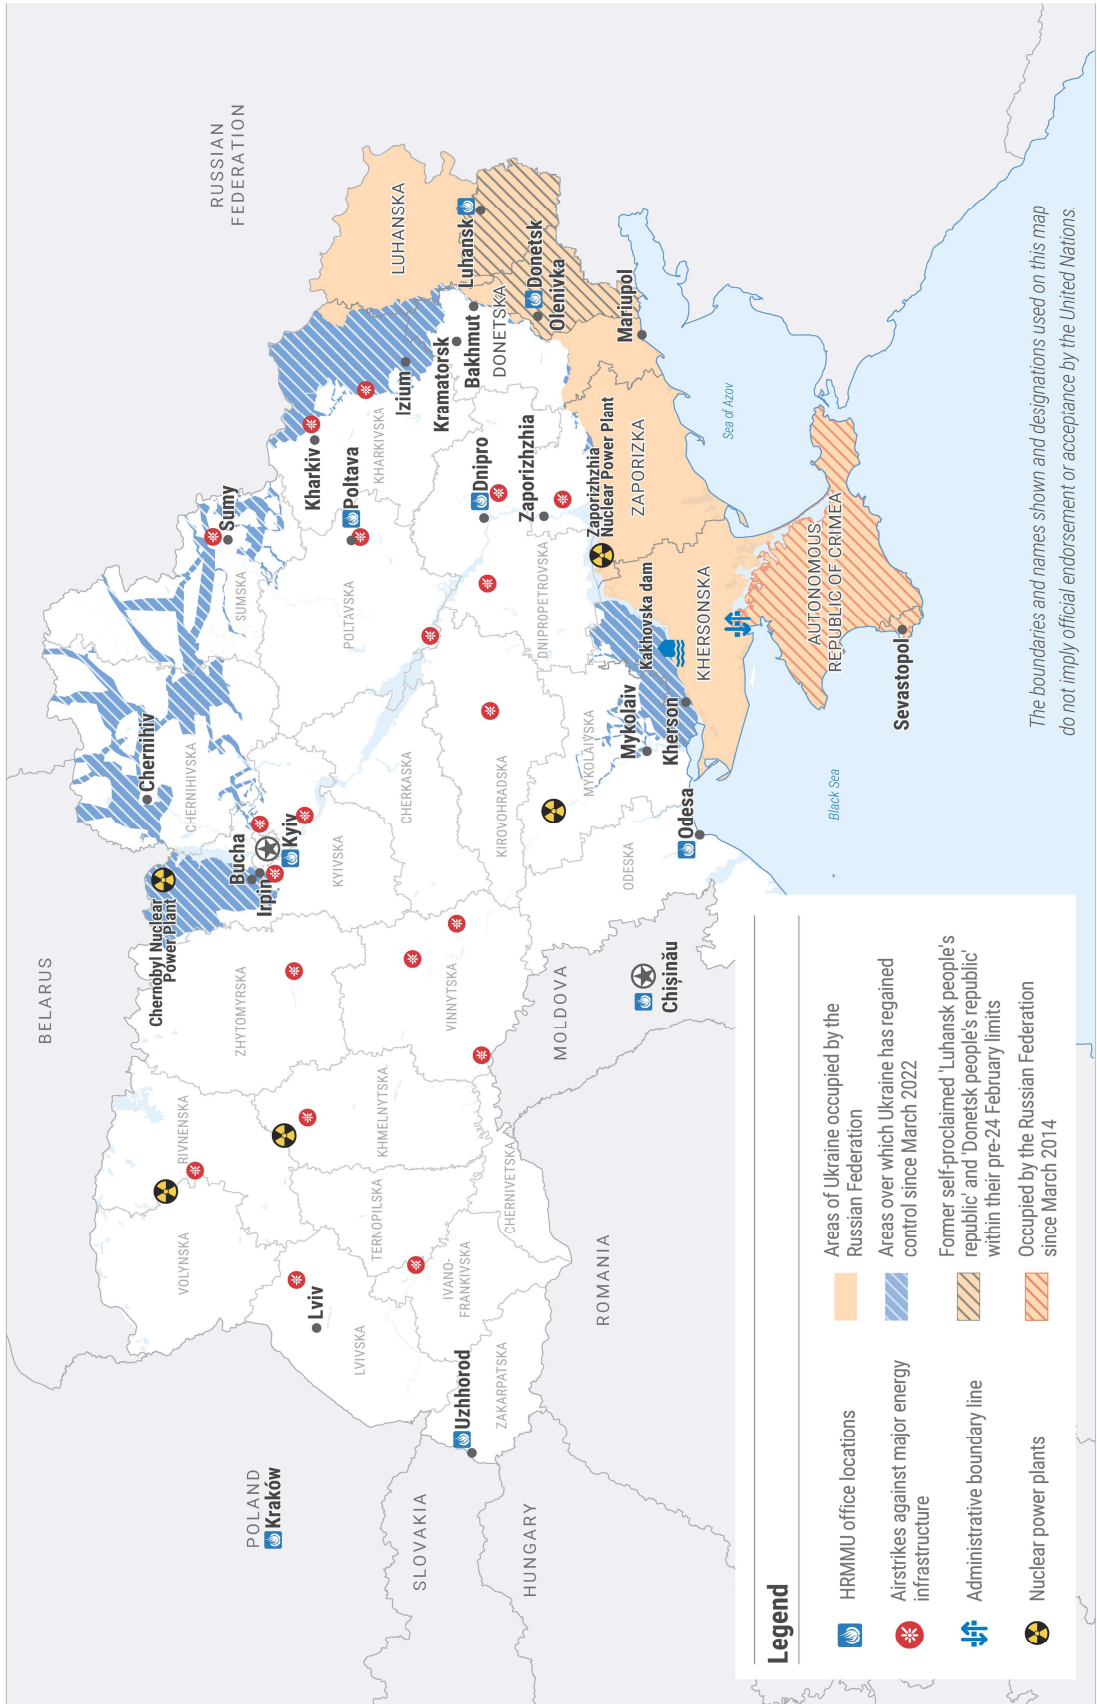 BELARUS
RUSSIAN
FEDERATION
POLAND
Kraków
SLOVAKIA
HUNGARY
ROMANIA
MOLDOVA
Chișinău
VOLYNSKA
RIVNENSKA
ZHYTOMYRSKA
Chernobyl Nuclear
Power Plant
Bucha
Irpin
Kyiv
KYIVSKA
Chernihiv
CHERNIHIVSKA
Sumy
SUMSKA
Lviv
LVIVSKA
TERNOPILSKA
KHMELNYTSKA
IVANO-
FRANKIVSKA
Uzhhorod
ZAKARPATSKA
CHERNIVETSKA
VINNYTSKA
CHERKASKA
POLTAVSKA
Poltava
Kharkiv
KHARKIVSKA
Izium
LUHANSKA
Kramatorsk
Bakhmut
Luhansk
DONETSKA
Donetsk
Olenivka
Mariupol
KIROVOHRADSKA
Dnipro
DNIPROPETROVSKA
Zaporizhzhia
Zaporizhzhia
Nuclear Power Plant
ZAPORIZKA
ODESKA
Odesa
MYKOLAIVSKA
Mykolaiv
Kherson
Kakhovska dam
KHERSONSKA
Sea of Azov
AUTONOMOUS
REPUBLIC OF CRIMEA
Sevastopol
Black Sea
Legend
HRMMU office locations
Airstrikes against major energy
infrastructure
Administrative boundary line
Nuclear power plants
Areas of Ukraine occupied by the
Russian Federation
Areas over which Ukraine has regained
control since March 2022
Former self-proclaimed 'Luhansk people's
republic' and 'Donetsk people's republic'
within their pre-24 February limits
Occupied by the Russian Federation
since March 2014
The boundaries and names shown and designations used on this map
do not imply official endorsement or acceptance by the United Nations.